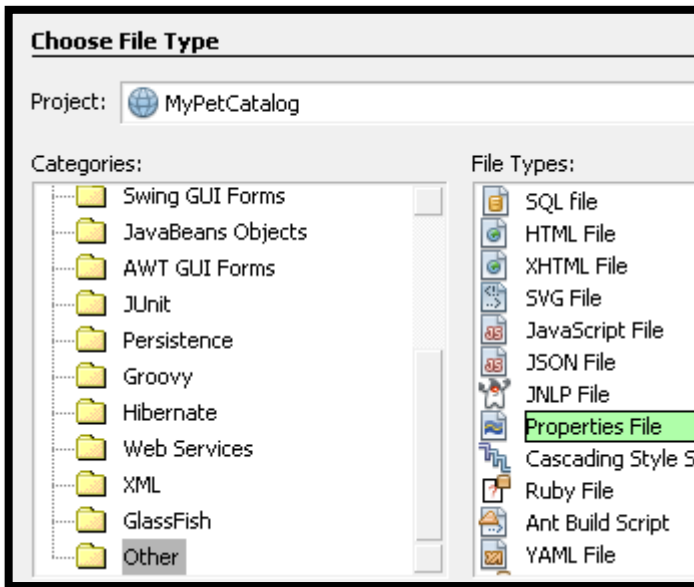 Choose File Type
Project: MyPetCatalog
Categories:
Swing GUI Forms
JavaBeans Objects
AWT GUI Forms
JUnit
Persistence
Groovy
Hibernate
Web Services
XML
GlassFish
Other
File Types:
SQL file
HTML File
XHTML File
SVG File
JavaScript File
JSON File
JNLP File
Properties File
Cascading Style S
Ruby File
Ant Build Script
YAML File